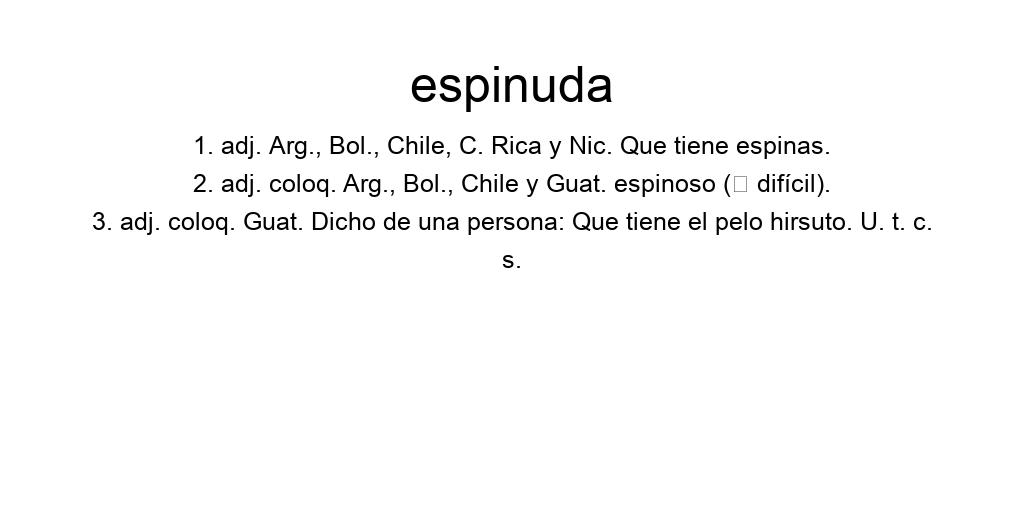 espinuda
1. adj. Arg., Bol., Chile, C. Rica y Nic. Que tiene espinas.
2. adj. coloq. Arg., Bol., Chile y Guat. espinoso (▯ difícil).
3. adj. coloq. Guat. Dicho de una persona: Que tiene el pelo hirsuto. U. t. c.
s.